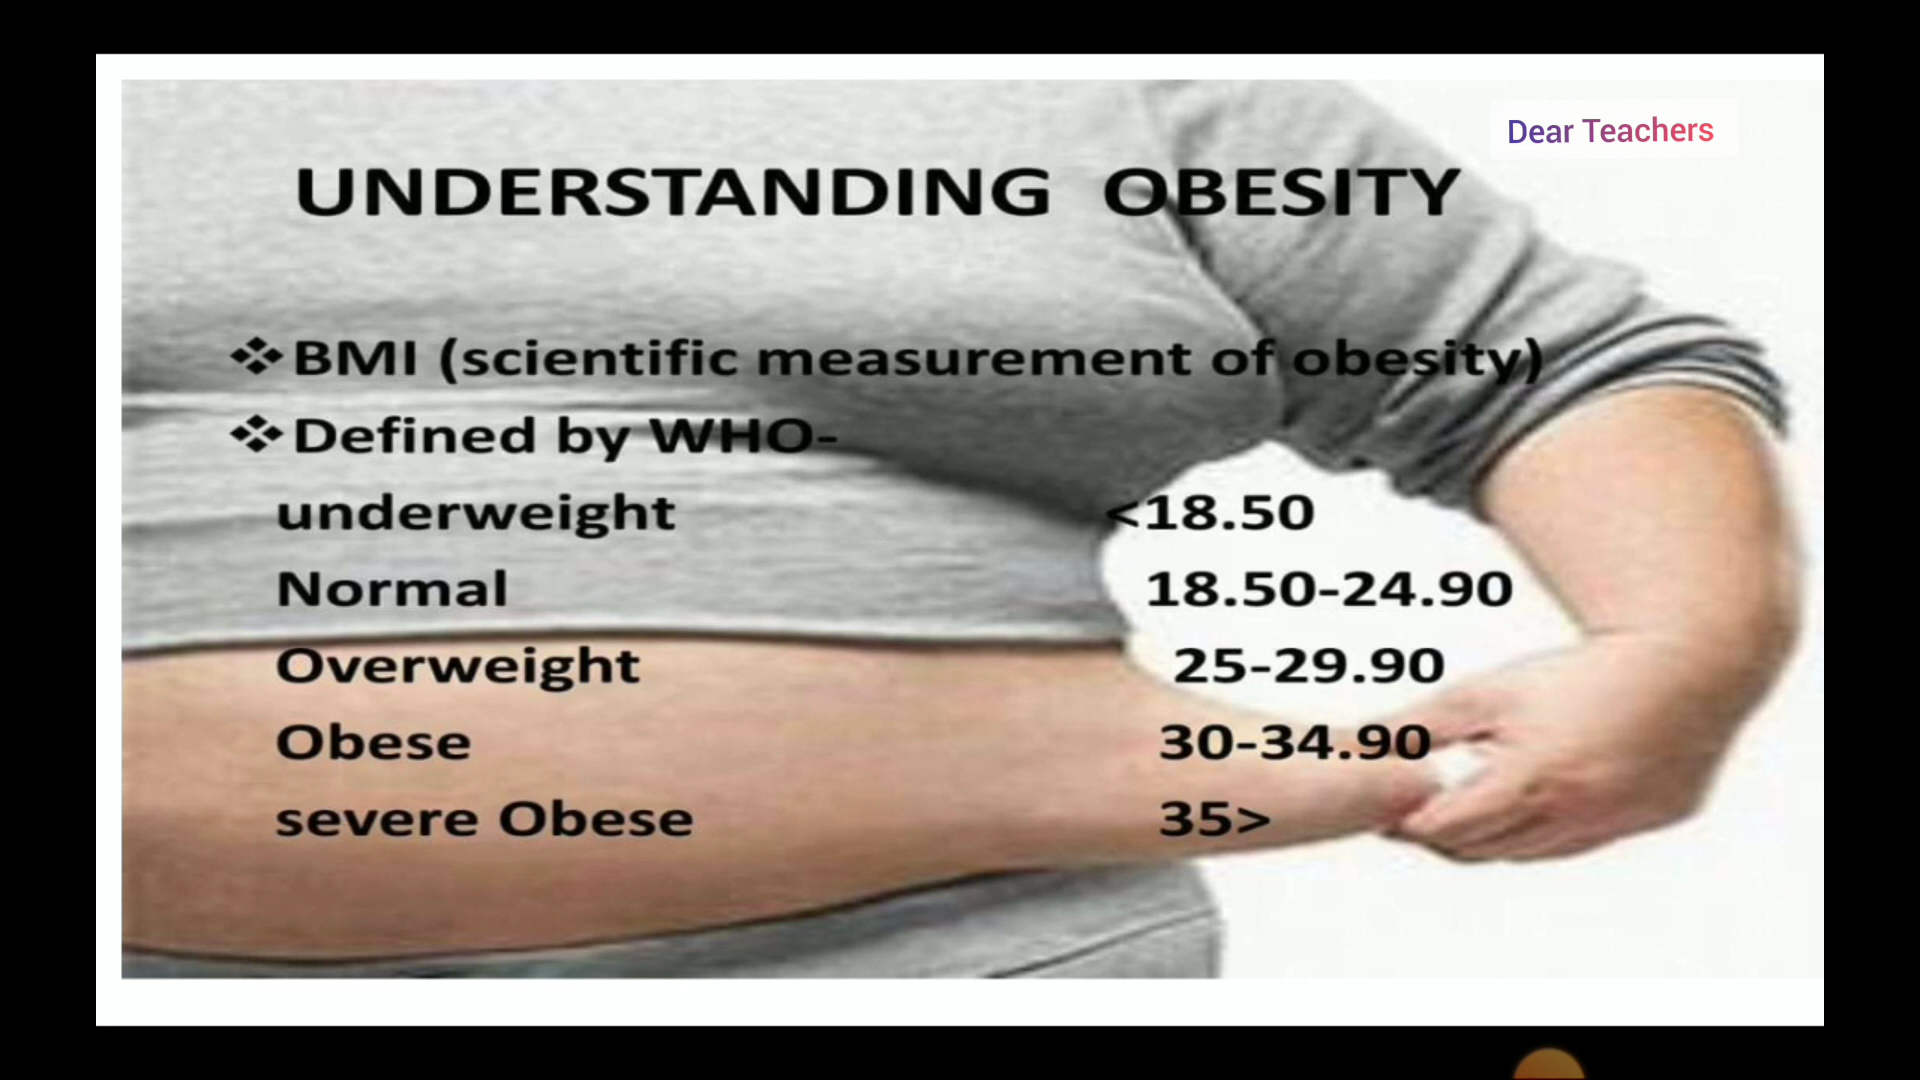 Dear Teachers
UNDERSTANDING OBESITY
❖BMI (scientific measurement of obesity)
❖Defined by WHO-
underweight <18.50
Normal 18.50-24.90
Overweight 25-29.90
Obese 30-34.90
severe Obese 35>